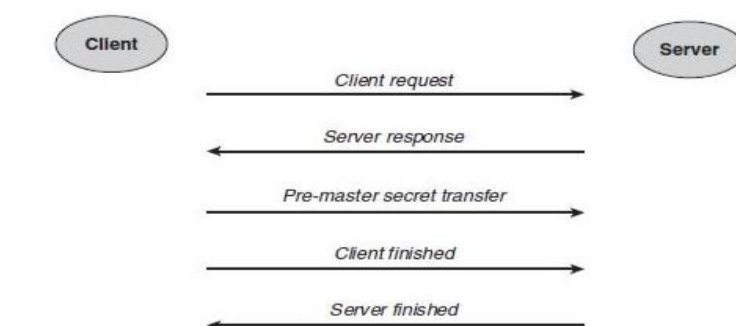 Client
Server
Client request
Server response
Pre-master secret transfer
Client finished
Server finished